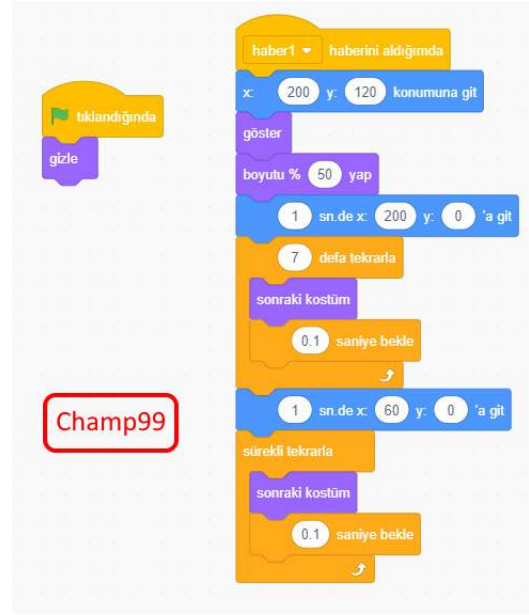 tıklandığında
gizle
Champ99
haber1 haberini aldığımda
x: 200 y: 120 konumuna git
göster
boyutu % 50 yap
1 sn.de x: 200 y: 0 'a git
7 defa tekrarla
sonraki kostüm
0.1 saniye bekle
1 sn.de x: 60 y: 0 'a git
sürekli tekrarla
sonraki kostüm
0.1 saniye bekle